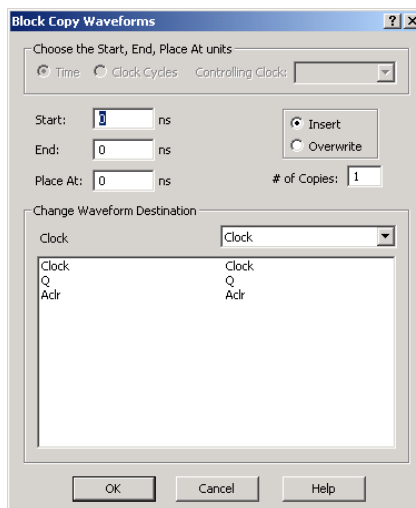 Block Copy Waveforms
Choose the Start, End, Place At units
Time Clock Cycles Controlling Clock:
Start: 0 ns
Insert
End: 0 ns
Overwrite
Place At: 0 ns
# of Copies: 1
Change Waveform Destination
Clock Clock
Clock Clock
Q Q
Aclr Aclr
OK Cancel Help